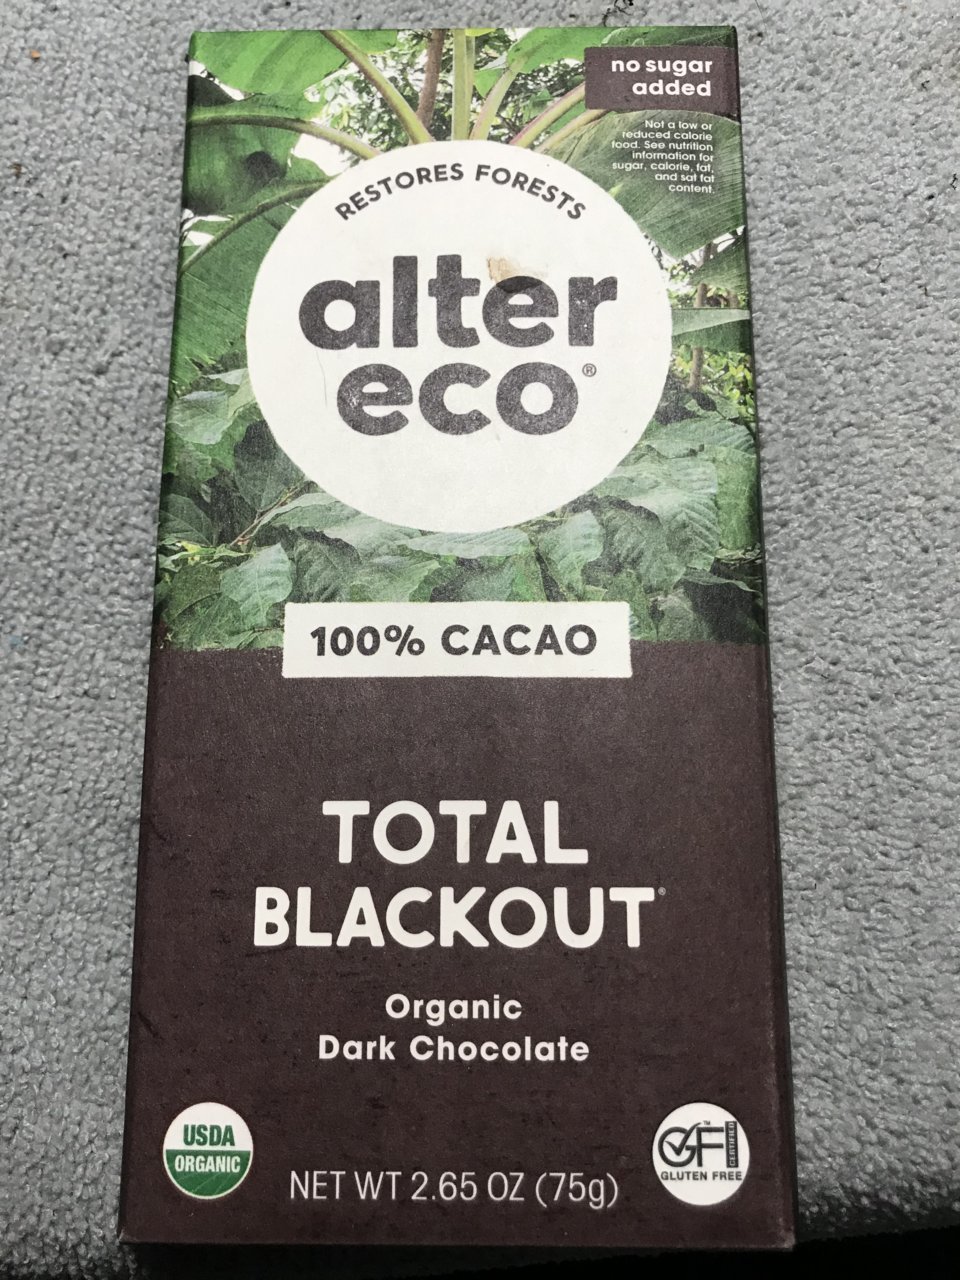 no sugar
added
Not a low or
reduced calorie
food. See nutrition
information for
sugar, calorie, fat,
and sat fat
content.
RESTORES FORESTS
alter
eco®
100% CACAO
TOTAL
BLACKOUT®
Organic
Dark Chocolate
USDA
ORGANIC
NET WT 2.65 OZ (75g)
GF™
CERTIFIED
GLUTEN FREE